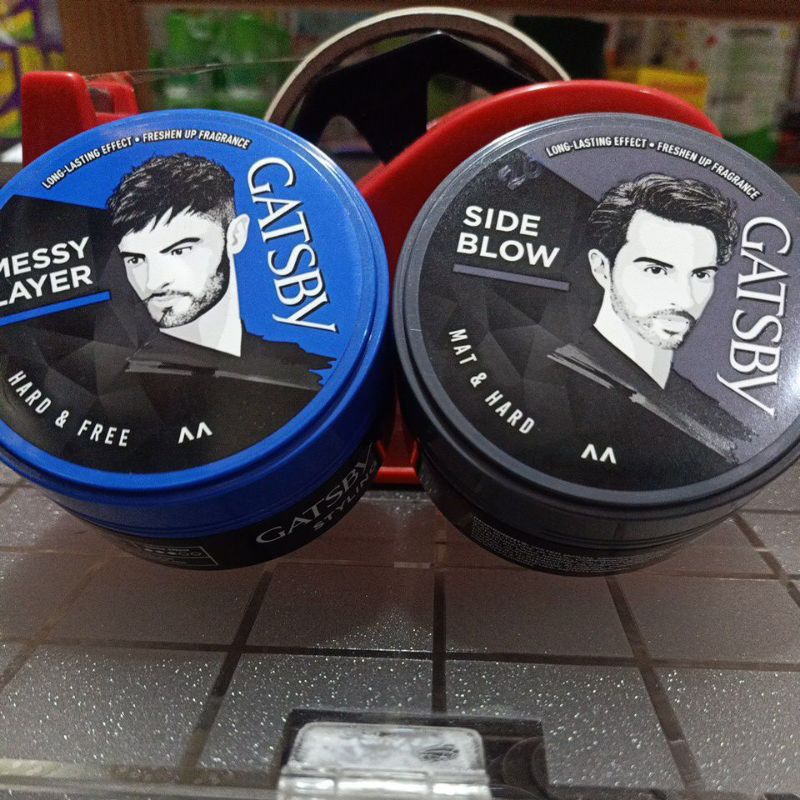 LONG-LASTING EFFECT • FRESHEN UP FRAGRANCE
GATSBY
MESSY
LAYER
HARD & FREE
GATSBY
STYLING
LONG-LASTING EFFECT • FRESHEN UP FRAGRANCE
GATSBY
SIDE
BLOW
MAT & HARD